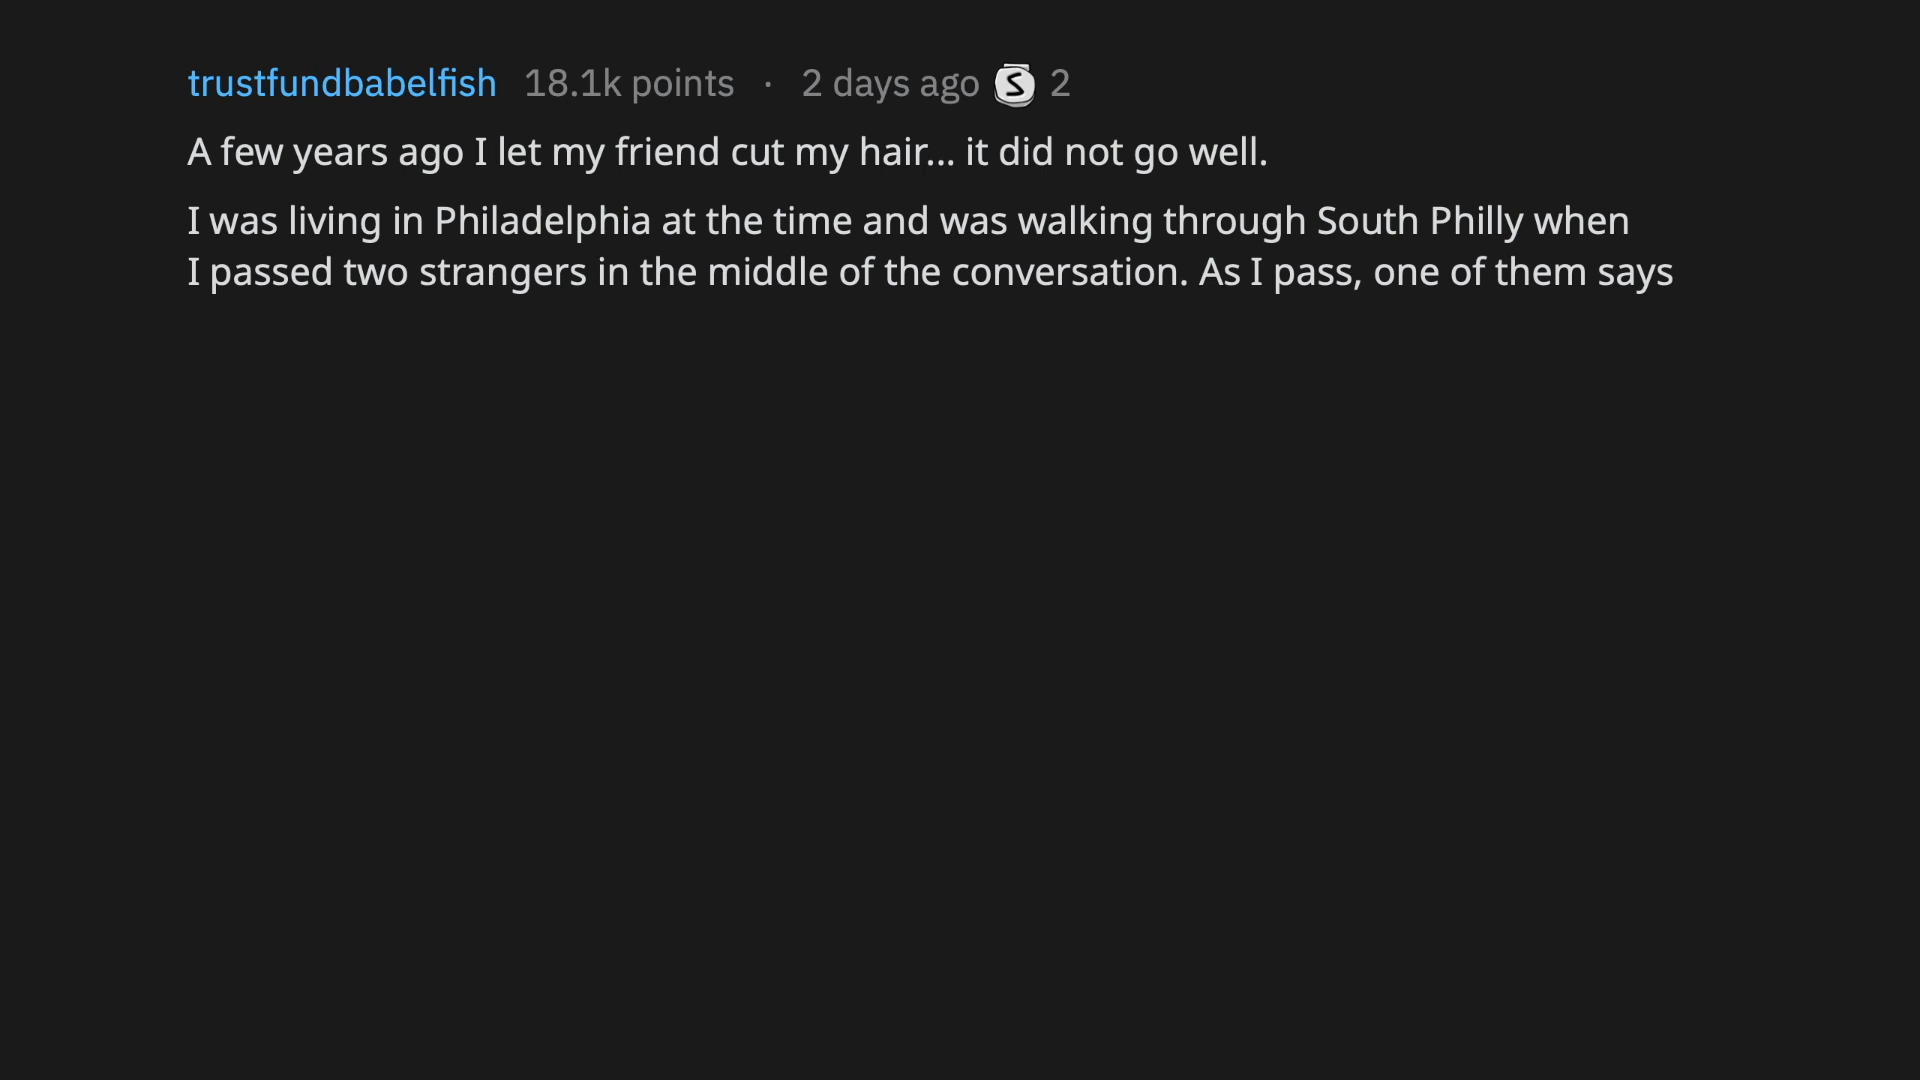 trustfundbabelfish 18.1k points · 2 days ago S 2
A few years ago I let my friend cut my hair... it did not go well.
I was living in Philadelphia at the time and was walking through South Philly when
I passed two strangers in the middle of the conversation. As I pass, one of them says